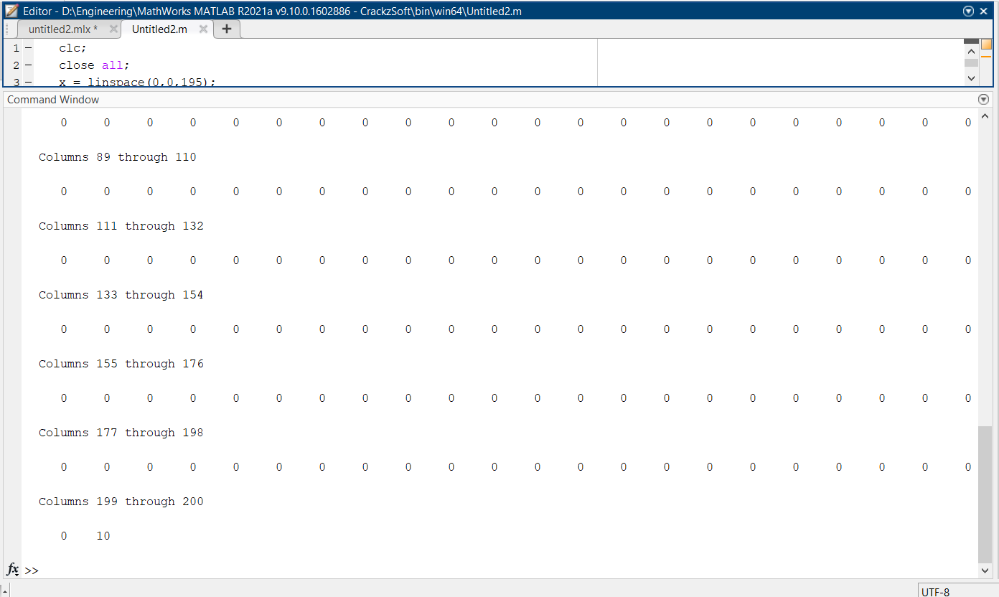 Editor - D:\Engineering\MathWorks MATLAB R2021a v9.10.0.1602886 - CrackzSoft\bin\win64\Untitled2.m
untitled2.mlx * Untitled2.m +
1 – clc;
2 – close all;
3 – x = linspace(0,0,195);
Command Window
0 0 0 0 0 0 0 0 0 0 0 0 0 0 0 0 0 0 0 0 0 0
Columns 89 through 110
0 0 0 0 0 0 0 0 0 0 0 0 0 0 0 0 0 0 0 0 0 0
Columns 111 through 132
0 0 0 0 0 0 0 0 0 0 0 0 0 0 0 0 0 0 0 0 0 0
Columns 133 through 154
0 0 0 0 0 0 0 0 0 0 0 0 0 0 0 0 0 0 0 0 0 0
Columns 155 through 176
0 0 0 0 0 0 0 0 0 0 0 0 0 0 0 0 0 0 0 0 0 0
Columns 177 through 198
0 0 0 0 0 0 0 0 0 0 0 0 0 0 0 0 0 0 0 0 0 0
Columns 199 through 200
0 10
fx >>
UTF-8